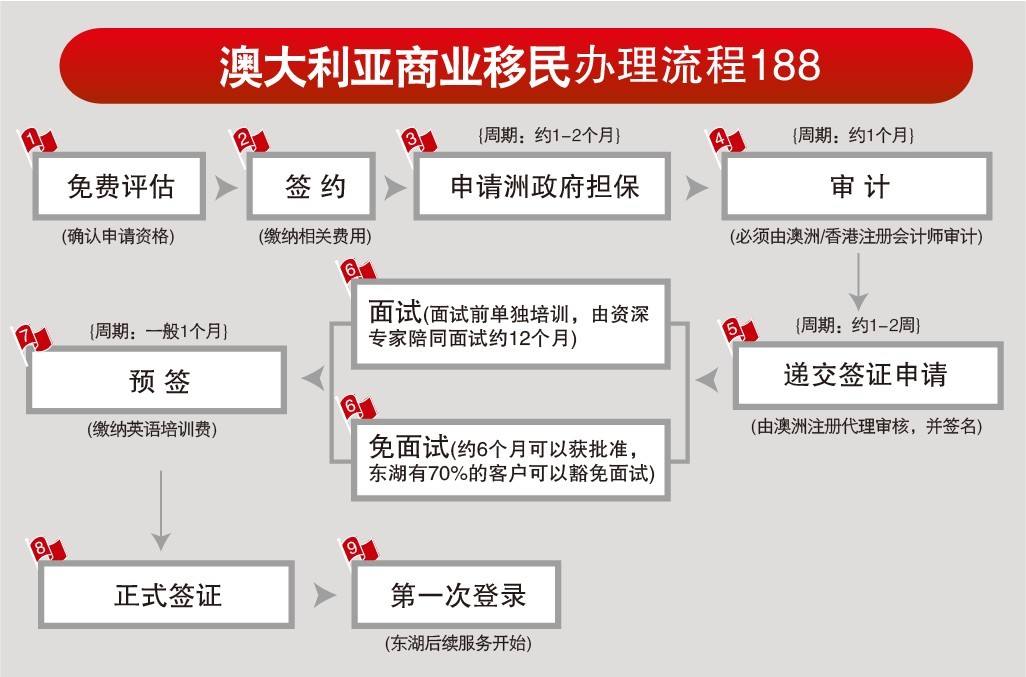 澳大利亚商业移民办理流程188
1
免费评估
(确认申请资格)
2
签 约
(缴纳相关费用)
3
{周期：约1-2个月}
申请洲政府担保
4
{周期：约1个月}
审 计
(必须由澳洲/香港注册会计师审计)
5
{周期：约1-2周}
递交签证申请
(由澳洲注册代理审核，并签名)
6
面试(面试前单独培训，由资深
专家陪同面试约12个月)
6
免面试(约6个月可以获批准，
东湖有70%的客户可以豁免面试)
7
{周期：一般1个月}
预 签
(缴纳英语培训费)
8
正式签证
9
第一次登录
(东湖后续服务开始)